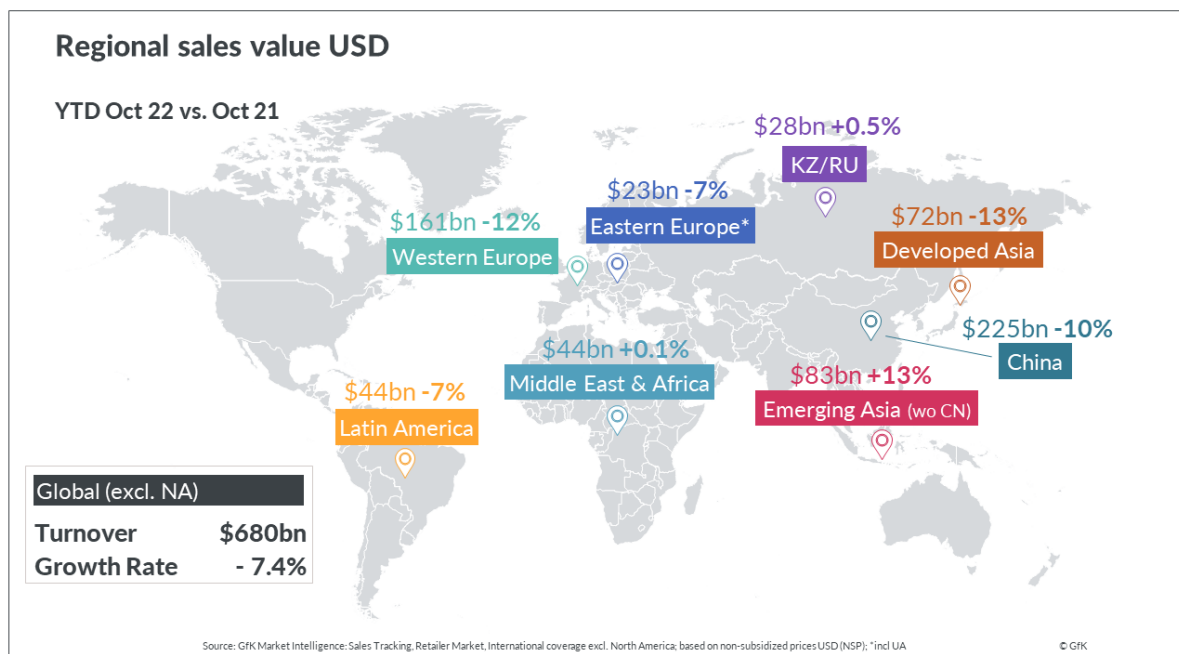 Regional sales value USD
YTD Oct 22 vs. Oct 21
$28bn +0.5%
KZ/RU
$23bn -7%
Eastern Europe*
$161bn -12%
Western Europe
$72bn -13%
Developed Asia
$225bn -10%
China
$44bn +0.1%
Middle East & Africa
$83bn +13%
Emerging Asia (wo CN)
$44bn -7%
Latin America
Global (excl. NA)
Turnover $680bn
Growth Rate - 7.4%
Source: GfK Market Intelligence: Sales Tracking, Retailer Market, International coverage excl. North America; based on non-subsidized prices USD (NSP); *incl UA
© GfK